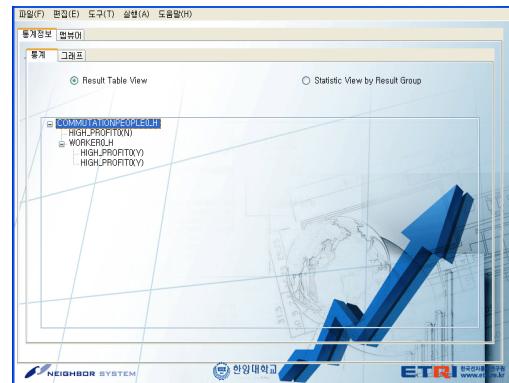 파일(F) 편집(E) 도구(T) 실행(A) 도움말(H)
통계정보 맵뷰어
통계 그래프
Result Table View Statistic View by Result Group
COMMUTATIONPEOPLE0_H
HIGH_PROFIT0(N)
WORKER0_H
HIGH_PROFIT0(Y)
HIGH_PROFIT0(Y)
NEIGHBOR SYSTEM 한양대학교 ETRI